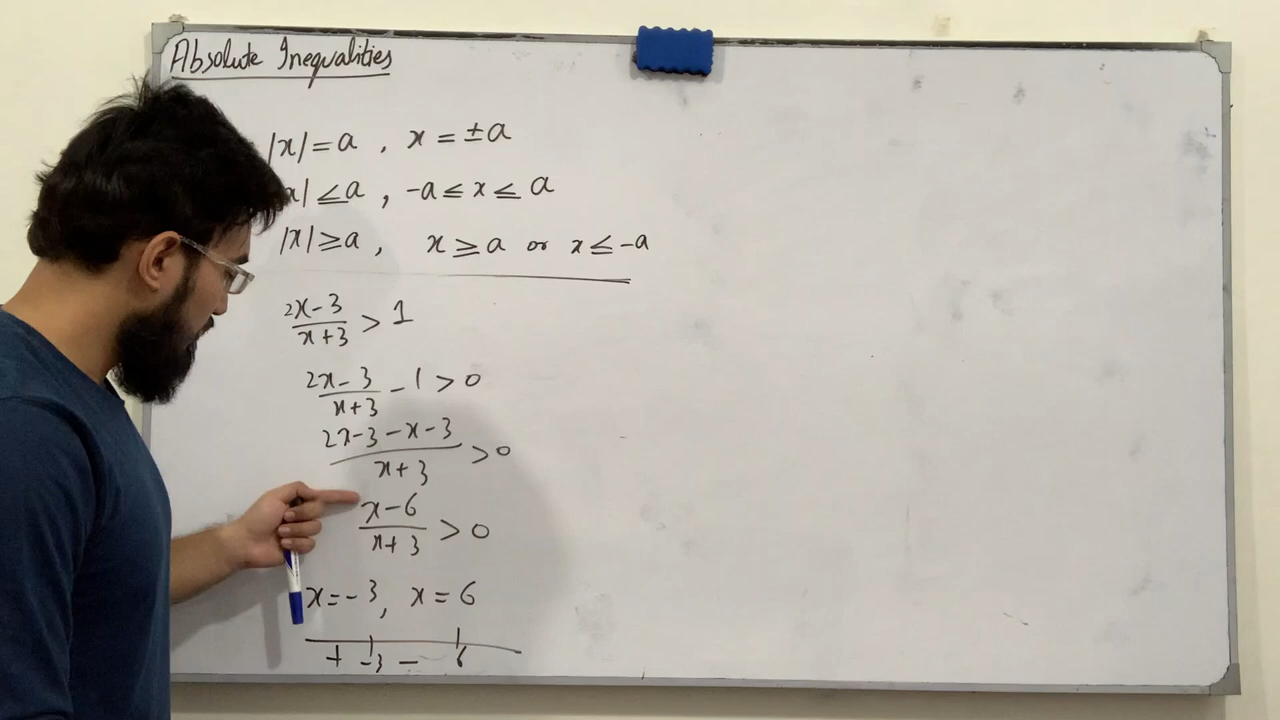 Absolute Inequalities
|x| = a , x = ±a
x| ≤ a , -a ≤ x ≤ a
|x| ≥ a , x ≥ a or x ≤ -a
2x-3/x+3 > 1
2x-3/x+3 - 1 > 0
2x-3-x-3/x+3 > 0
x-6/x+3 > 0
x=-3, x=6
+ -3 - 6